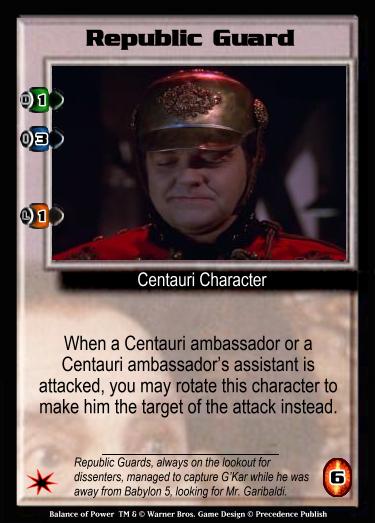 Republic Guard
D 1
I 3
L 1
Centauri Character
When a Centauri ambassador or a
Centauri ambassador's assistant is
attacked, you may rotate this character to
make him the target of the attack instead.
Republic Guards, always on the lookout for
dissenters, managed to capture G'Kar while he was
away from Babylon 5, looking for Mr. Garibaldi.
6
Balance of Power TM & © Warner Bros. Game Design © Precedence Publish